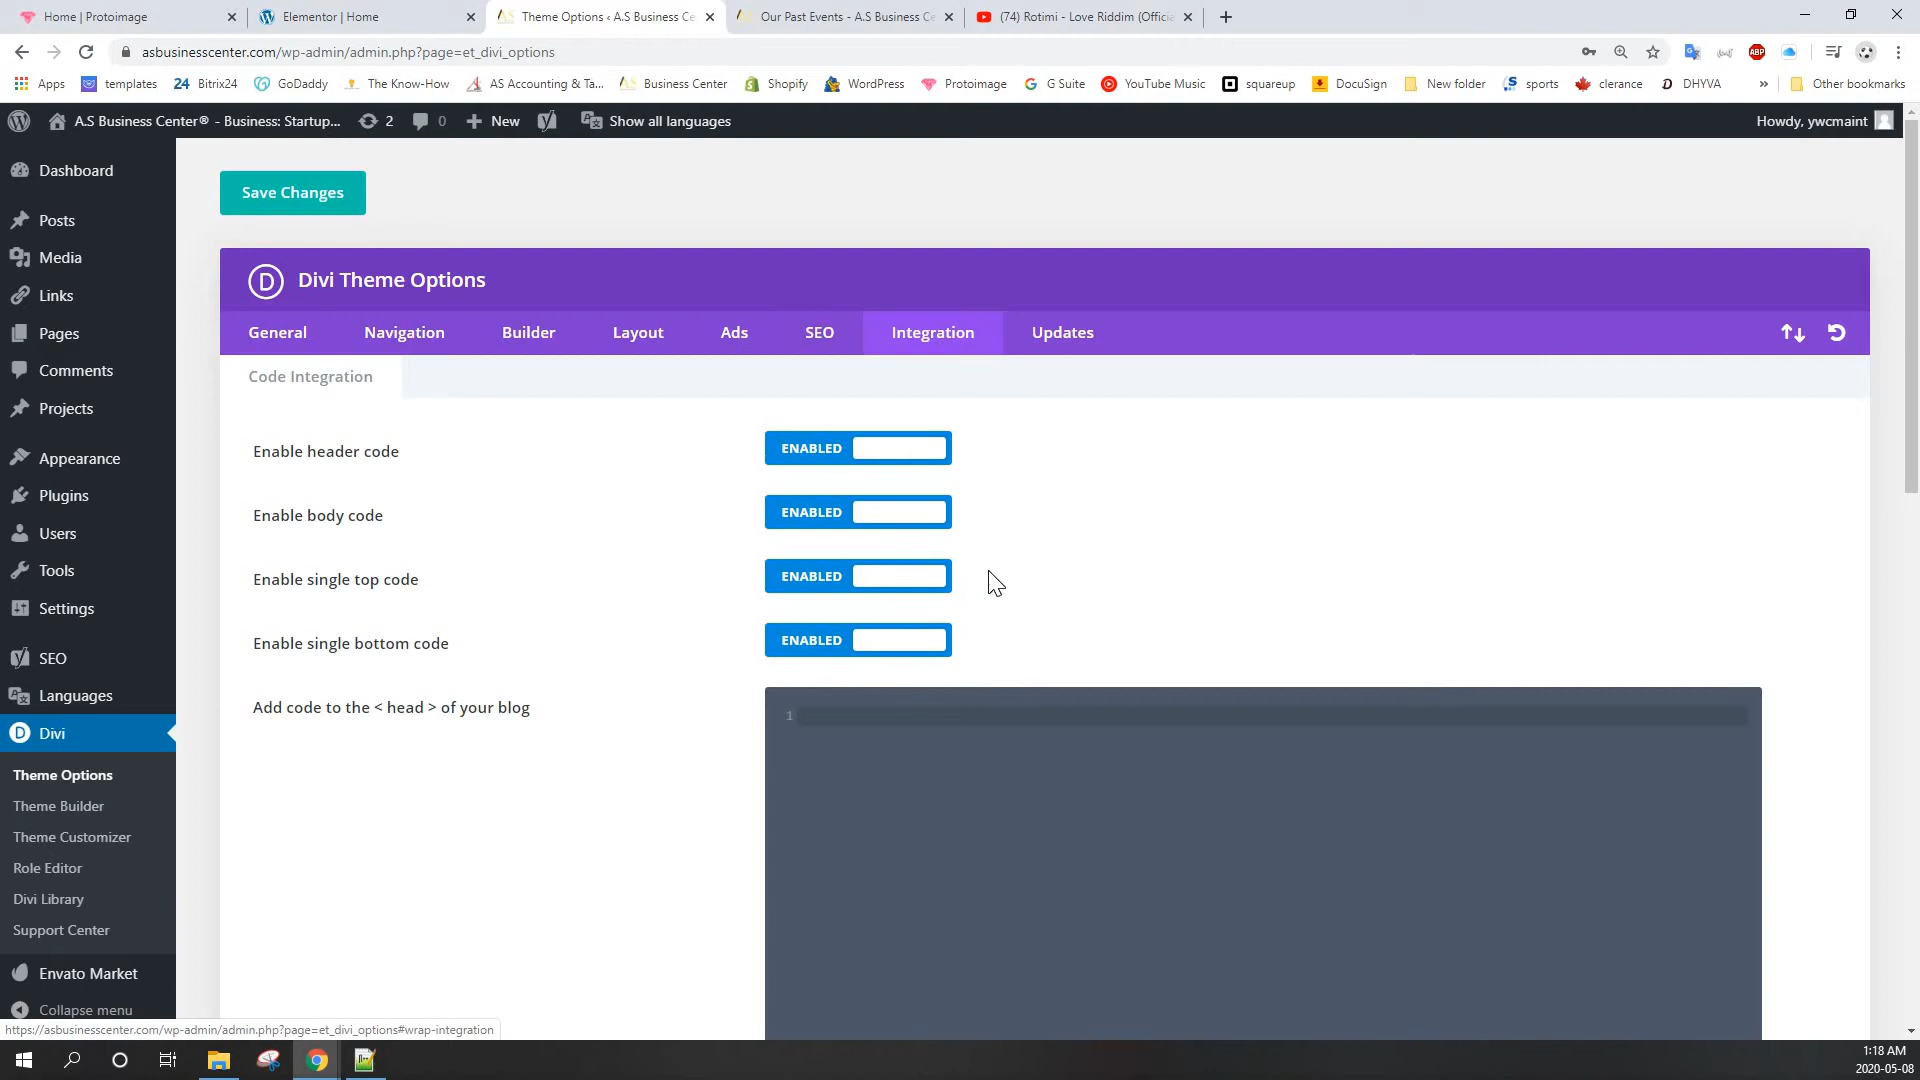 Home | Protoimage
Elementor | Home
Theme Options ‹ A.S Business Ce
Our Past Events - A.S Business Ce
(74) Rotimi - Love Riddim (Officia
asbusinesscenter.com/wp-admin/admin.php?page=et_divi_options
Apps
templates
Bitrix24
GoDaddy
The Know-How
AS Accounting & Ta...
Business Center
Shopify
WordPress
Protoimage
G Suite
YouTube Music
squareup
DocuSign
New folder
sports
clerance
DHYVA
»
Other bookmarks
A.S Business Center® - Business: Startup...
2
0
New
Show all languages
Howdy, ywcmaint
Dashboard
Posts
Media
Links
Pages
Comments
Projects
Appearance
Plugins
Users
Tools
Settings
SEO
Languages
Divi
Theme Options
Theme Builder
Theme Customizer
Role Editor
Divi Library
Support Center
Envato Market
Collapse menu
Save Changes
Divi Theme Options
General
Navigation
Builder
Layout
Ads
SEO
Integration
Updates
Code Integration
Enable header code
ENABLED
Enable body code
ENABLED
Enable single top code
ENABLED
Enable single bottom code
ENABLED
Add code to the < head > of your blog
1
https://asbusinesscenter.com/wp-admin/admin.php?page=et_divi_options#wrap-integration
1:18 AM
2020-05-08